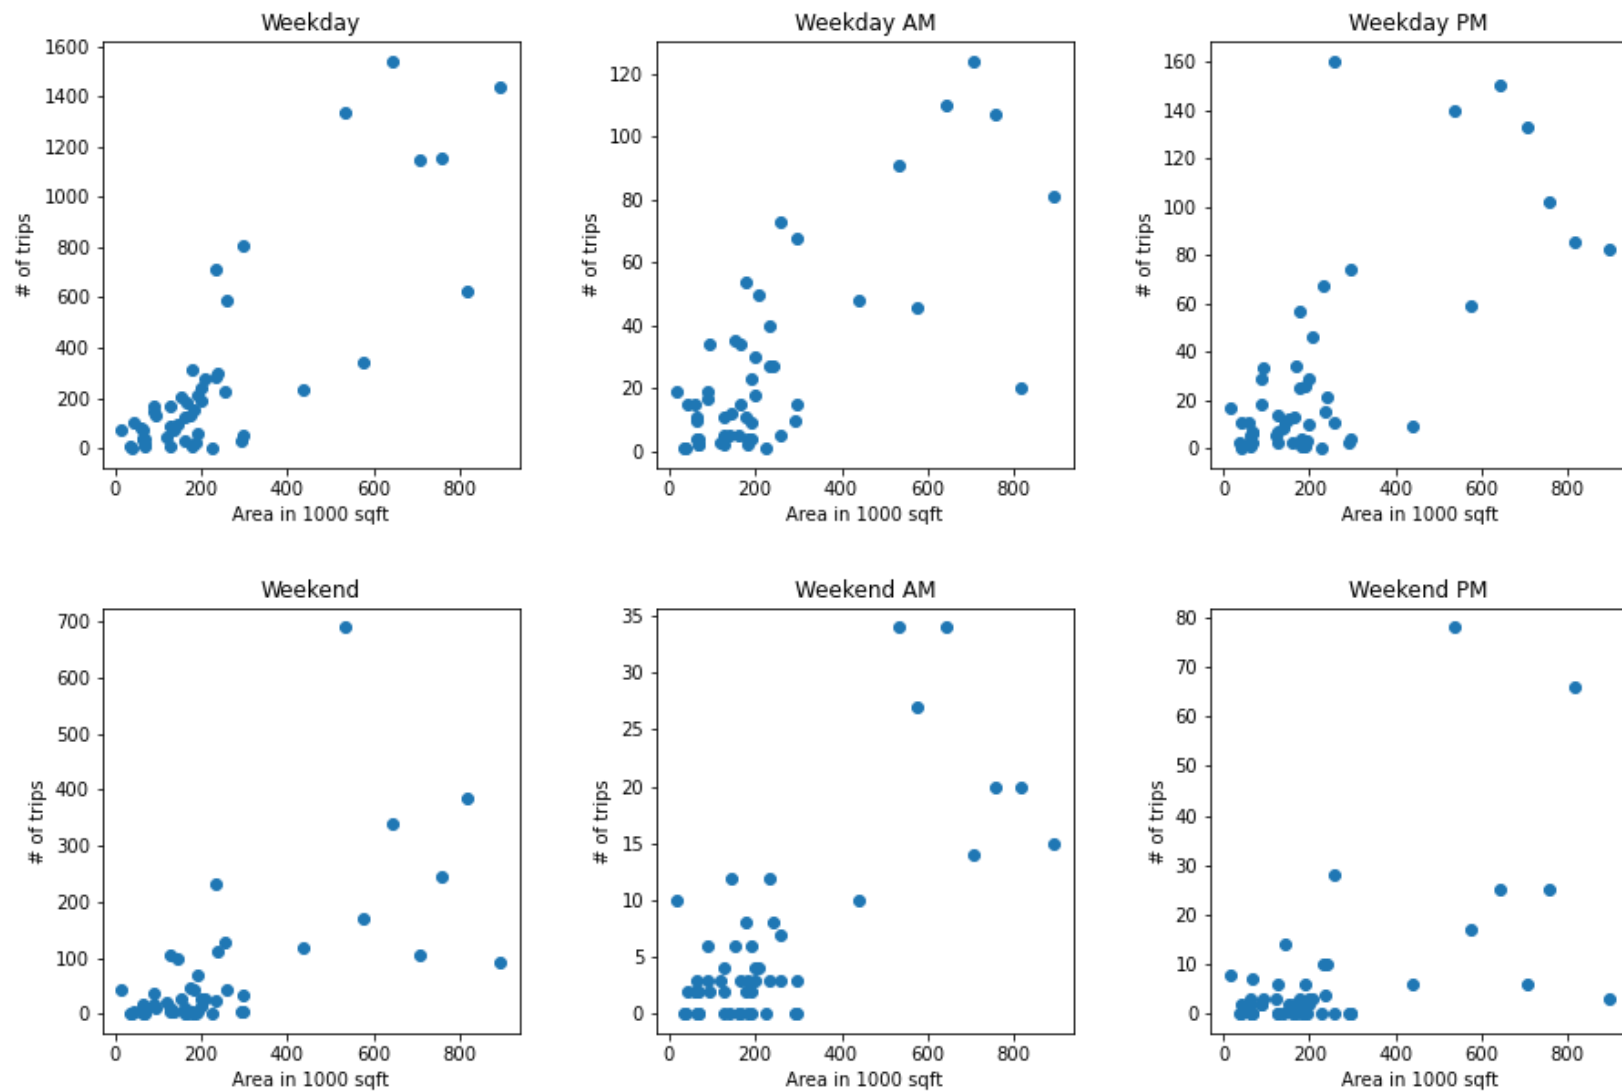 Weekday
1600
1400
1200
1000
800
600
400
200
0
# of trips
0 200 400 600 800
Area in 1000 sqft
Weekday AM
120
100
80
60
40
20
0
# of trips
0 200 400 600 800
Area in 1000 sqft
Weekday PM
160
140
120
100
80
60
40
20
0
# of trips
0 200 400 600 800
Area in 1000 sqft
Weekend
700
600
500
400
300
200
100
0
# of trips
0 200 400 600 800
Area in 1000 sqft
Weekend AM
35
30
25
20
15
10
5
0
# of trips
0 200 400 600 800
Area in 1000 sqft
Weekend PM
80
70
60
50
40
30
20
10
0
# of trips
0 200 400 600 800
Area in 1000 sqft